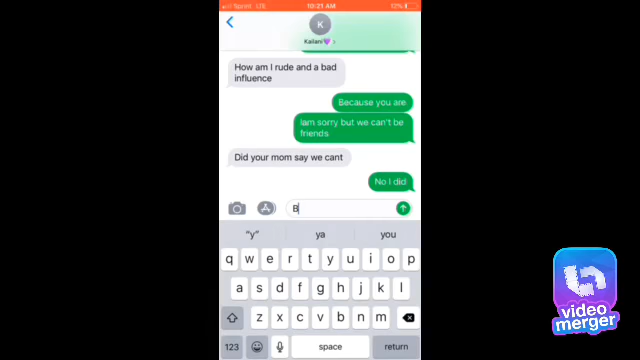 Sprint LTE 10:21 AM 12%
K
Kailani💜 ›
How am I rude and a bad
influence
Because you are
Iam sorry but we can't be
friends
Did your mom say we cant
No I did
B
"y" ya you
q w e r t y u i o p
a s d f g h j k l
z x c v b n m
123 space return
video
merger